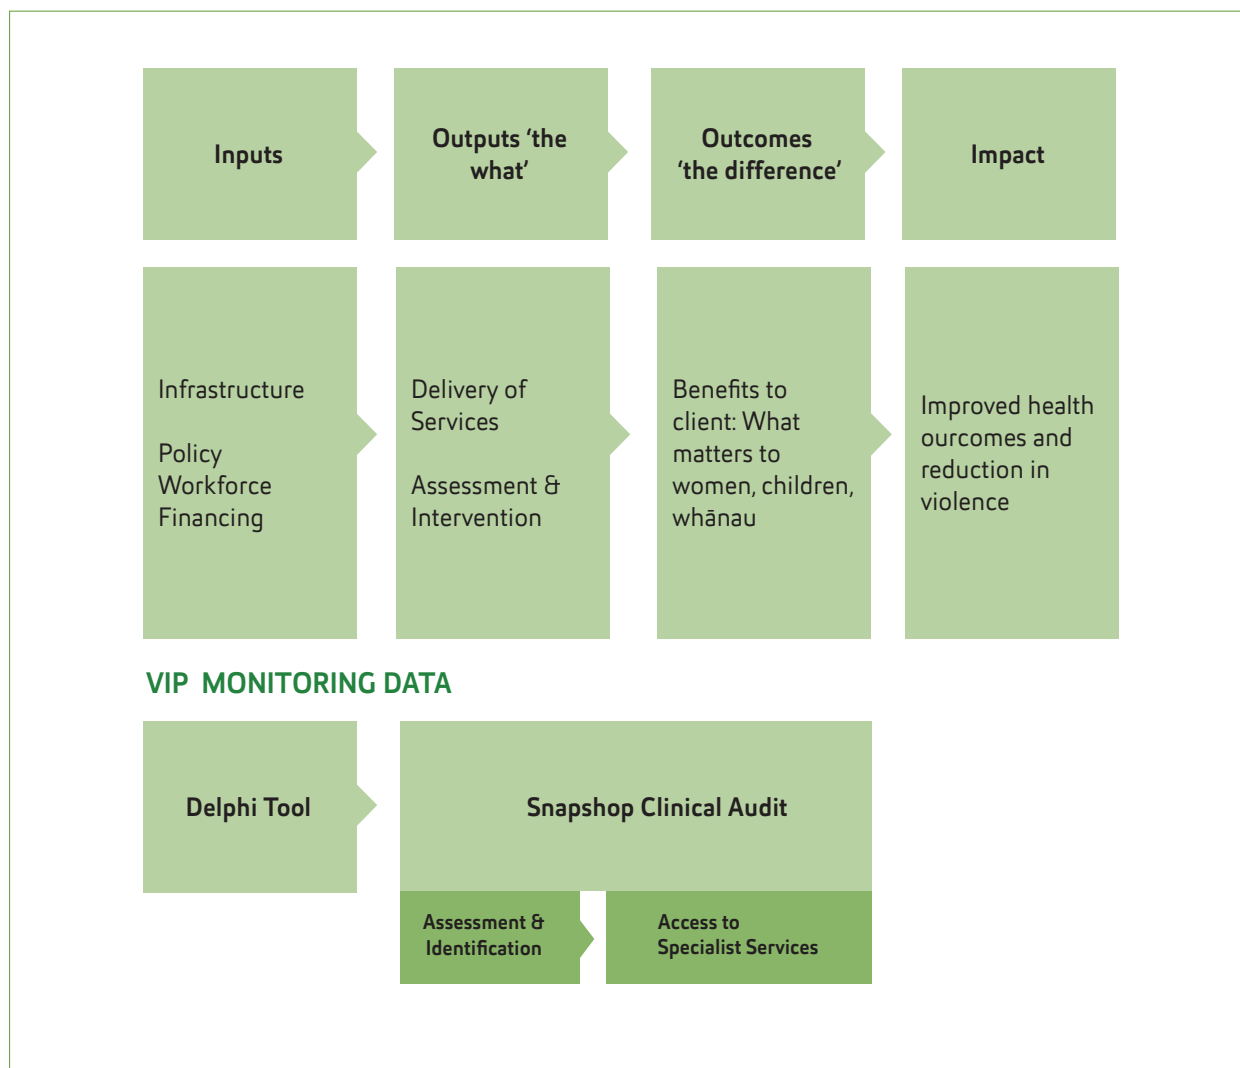 Inputs
Outputs ‘the
what’
Outcomes
‘the difference’
Impact
Infrastructure
Policy
Workforce
Financing
Delivery of
Services
Assessment &
Intervention
Benefits to
client: What
matters to
women, children,
whānau
Improved health
ourcomes and
reduction in
violence
VIP MONITORING DATA
Delphi Tool
Snapshop Clinical Audit
Assessment &
Identification
Access to
Specialist Services